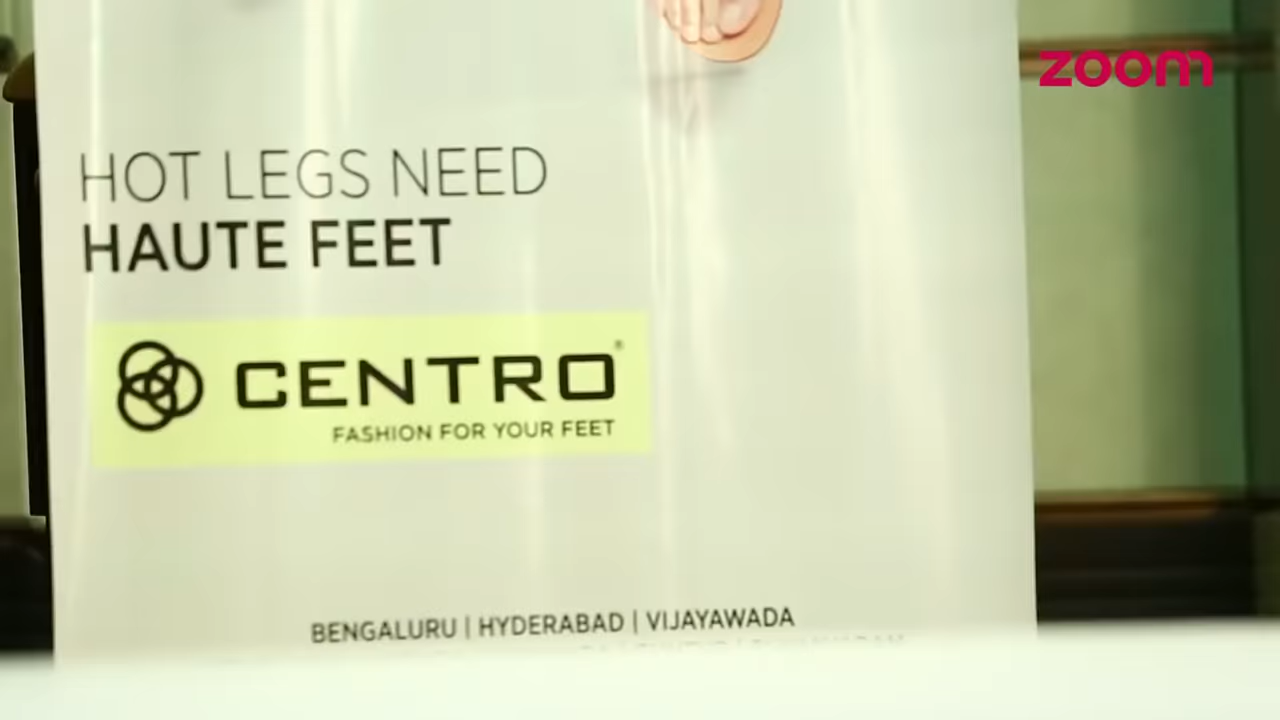 zoom
HOT LEGS NEED
HAUTE FEET
CENTRO®
FASHION FOR YOUR FEET
BENGALURU | HYDERABAD | VIJAYAWADA